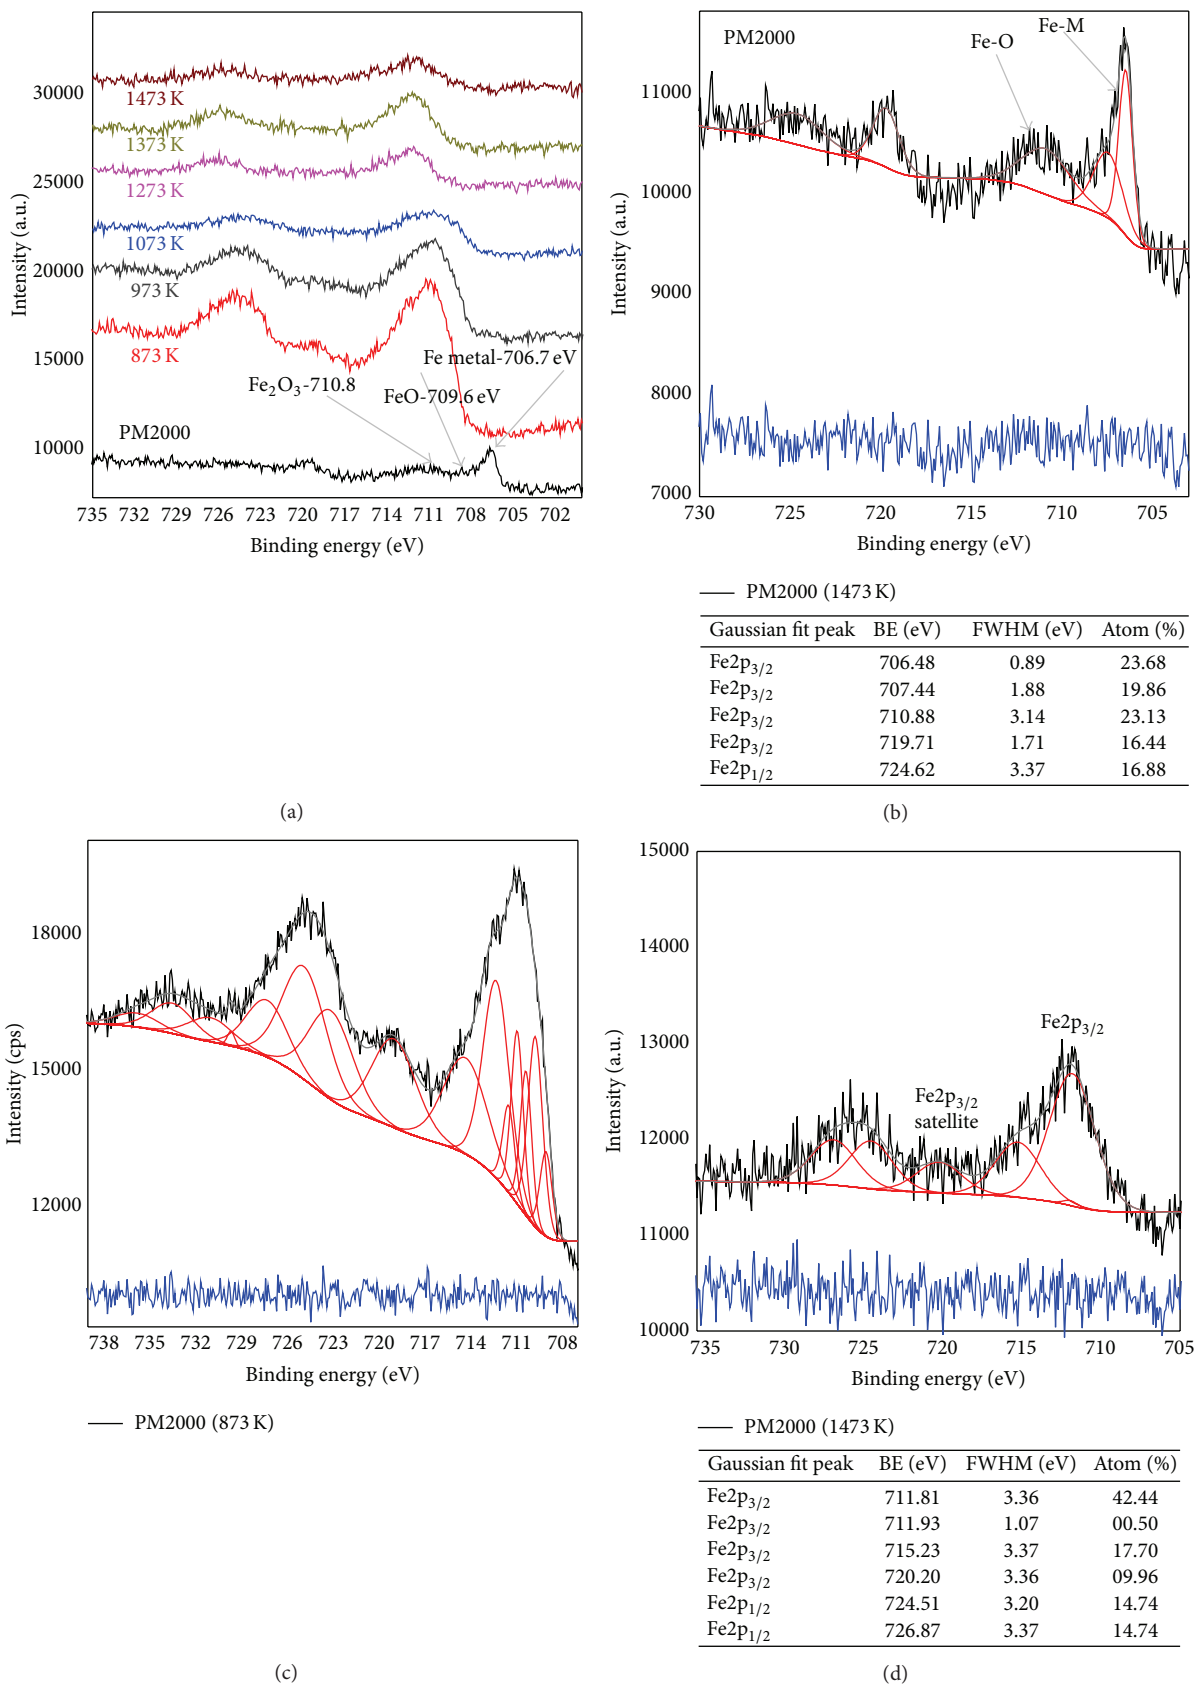 30000
25000
20000
15000
10000
Intensity (a.u.)
1473 K
1373 K
1273 K
1073 K
973 K
873 K
Fe metal-706.7 eV
Fe₂O₃-710.8
FeO-709.6 eV
PM2000
735 732 729 726 723 720 717 714 711 708 705 702
Binding energy (eV)
(a)
PM2000
Fe-O
Fe-M
11000
10000
9000
8000
7000
Intensity (a.u.)
730 725 720 715 710 705
Binding energy (eV)
PM2000 (1473 K)
Gaussian fit peak BE (eV) FWHM (eV) Atom (%)
Fe2p₃/₂ 706.48 0.89 23.68
Fe2p₃/₂ 707.44 1.88 19.86
Fe2p₃/₂ 710.88 3.14 23.13
Fe2p₃/₂ 719.71 1.71 16.44
Fe2p₁/₂ 724.62 3.37 16.88
(b)
18000
15000
12000
Intensity (cps)
738 735 732 729 726 723 720 717 714 711 708
Binding energy (eV)
PM2000 (873 K)
(c)
15000
14000
13000
12000
11000
10000
Intensity (a.u.)
Fe2p₃/₂
Fe2p₃/₂
satellite
735 730 725 720 715 710 705
Binding energy (eV)
PM2000 (1473 K)
Gaussian fit peak BE (eV) FWHM (eV) Atom (%)
Fe2p₃/₂ 711.81 3.36 42.44
Fe2p₃/₂ 711.93 1.07 00.50
Fe2p₃/₂ 715.23 3.37 17.70
Fe2p₃/₂ 720.20 3.36 09.96
Fe2p₁/₂ 724.51 3.20 14.74
Fe2p₁/₂ 726.87 3.37 14.74
(d)